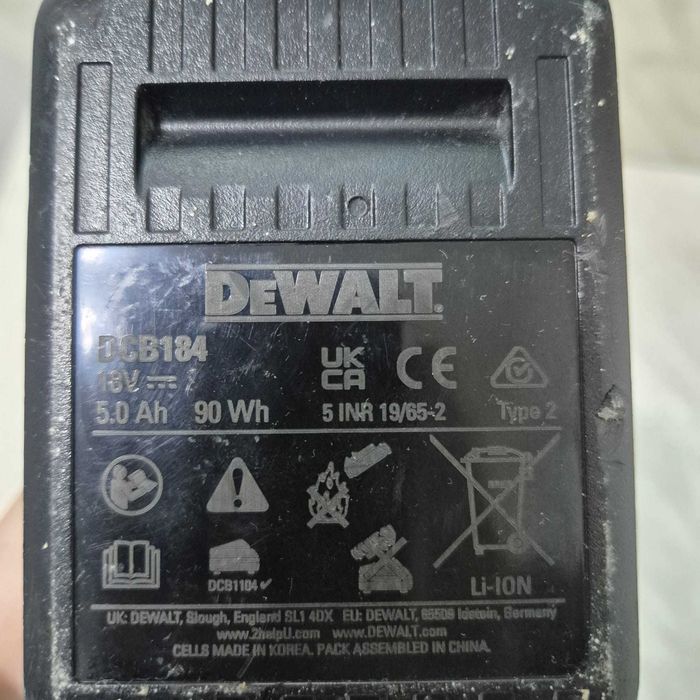 DEWALT
DCB184
18V
5.0 Ah 90 Wh
UK CA CE
5 INR 19/65-2 Type 2
DCB1104 ✔
Li-ION
UK: DEWALT, Slough, England SL1 4DX EU: DEWALT, 65509 Idstein, Germany
www.2helpU.com www.DEWALT.com
CELLS MADE IN KOREA. PACK ASSEMBLED IN CHINA.